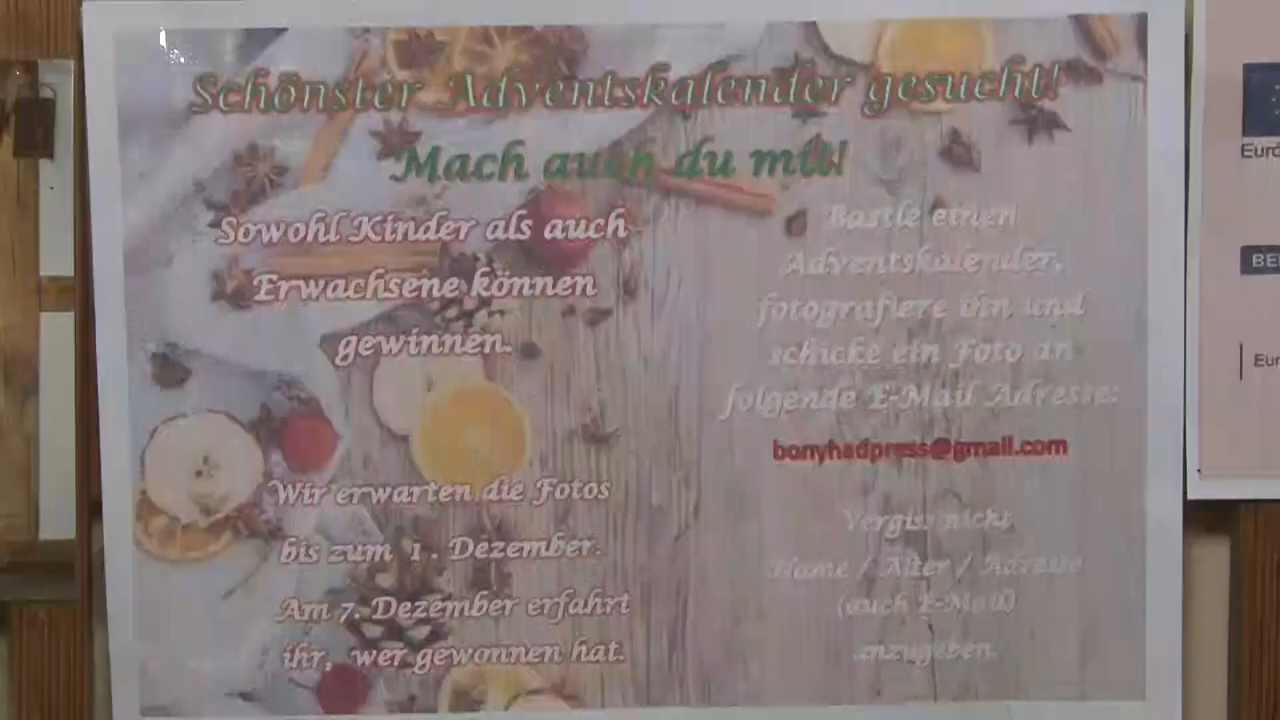 Schönster Adventskalender gesucht!
Mach auch du mit!
Sowohl Kinder als auch
Erwachsene können
gewinnen.
Wir erwarten die Fotos
bis zum 1. Dezember.
Am 7. Dezember erfahrt
ihr, wer gewonnen hat.
Bastle einen
Adventskalender,
fotografiere ihn und
schicke ein Foto an
folgende E-Mail Adresse:
bonyhadpress@gmail.com
Vergiss nicht
Name / Alter / Adresse
(auch E-Mail)
anzugeben.